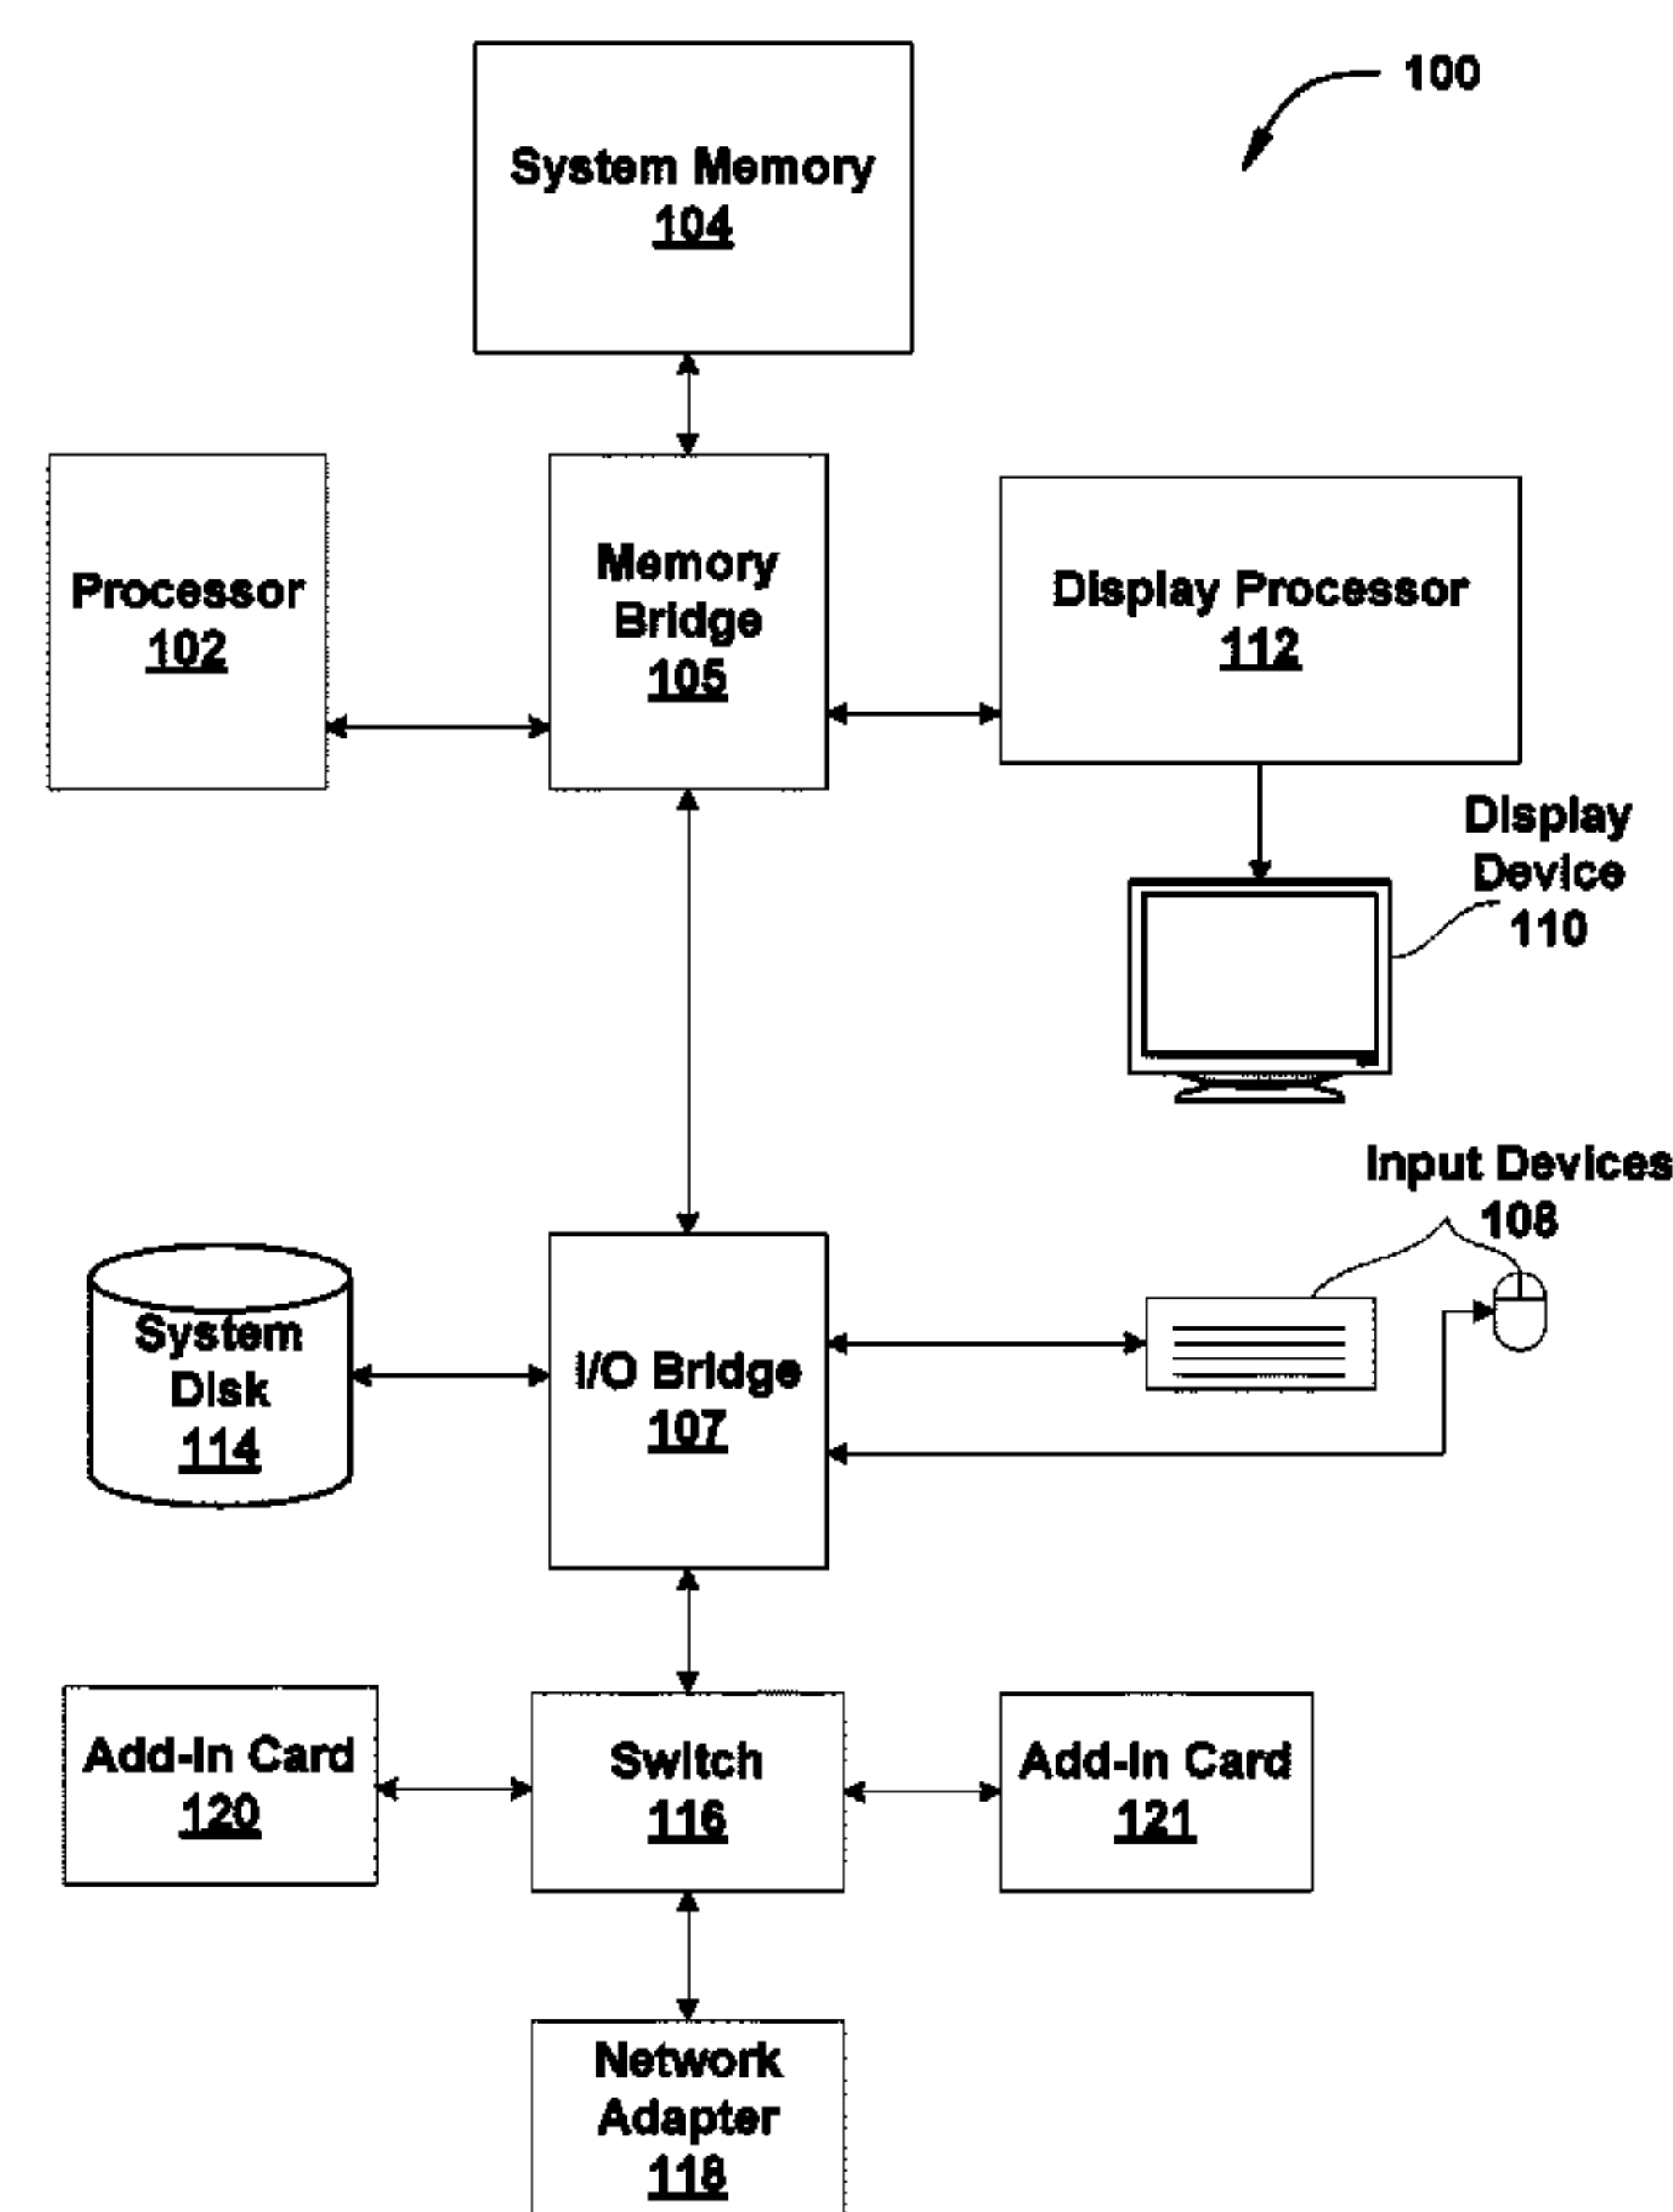 100
System Memory
104
Processor
102
Memory
Bridge
105
Display Processor
112
Display
Device
110
Input Devices
108
System
Disk
114
I/O Bridge
107
Add-In Card
120
Switch
116
Add-In Card
121
Network
Adapter
118